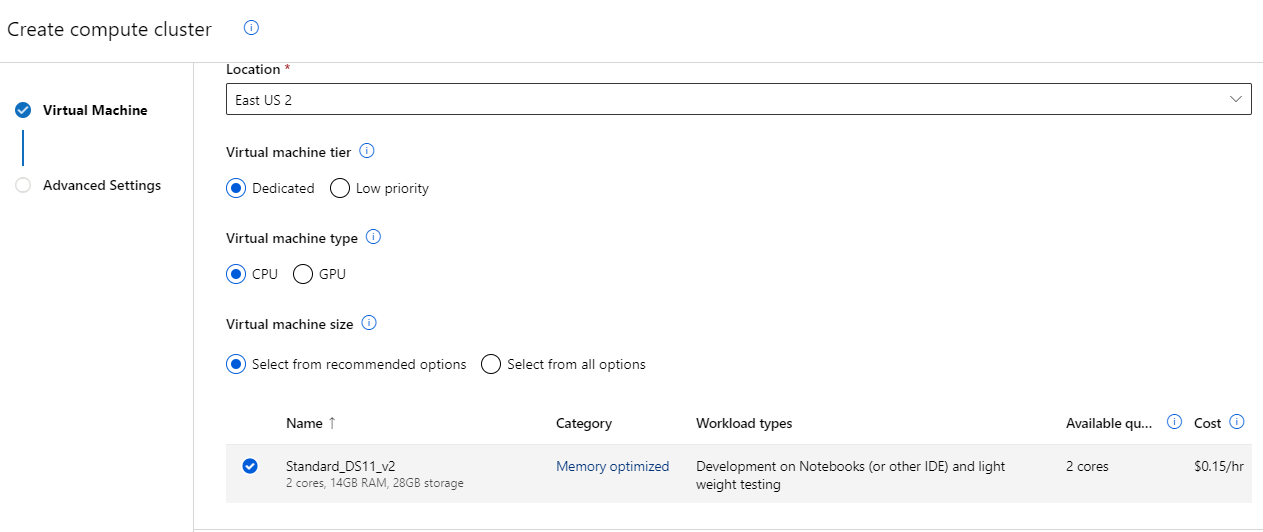 Create compute cluster
Location *
East US 2
Virtual Machine
Virtual machine tier
Dedicated Low priority
Advanced Settings
Virtual machine type
CPU GPU
Virtual machine size
Select from recommended options Select from all options
Name ↑ Category Workload types Available qu... Cost
Standard_DS11_v2 Memory optimized Development on Notebooks (or other IDE) and light 2 cores $0.15/hr
2 cores, 14GB RAM, 28GB storage weight testing